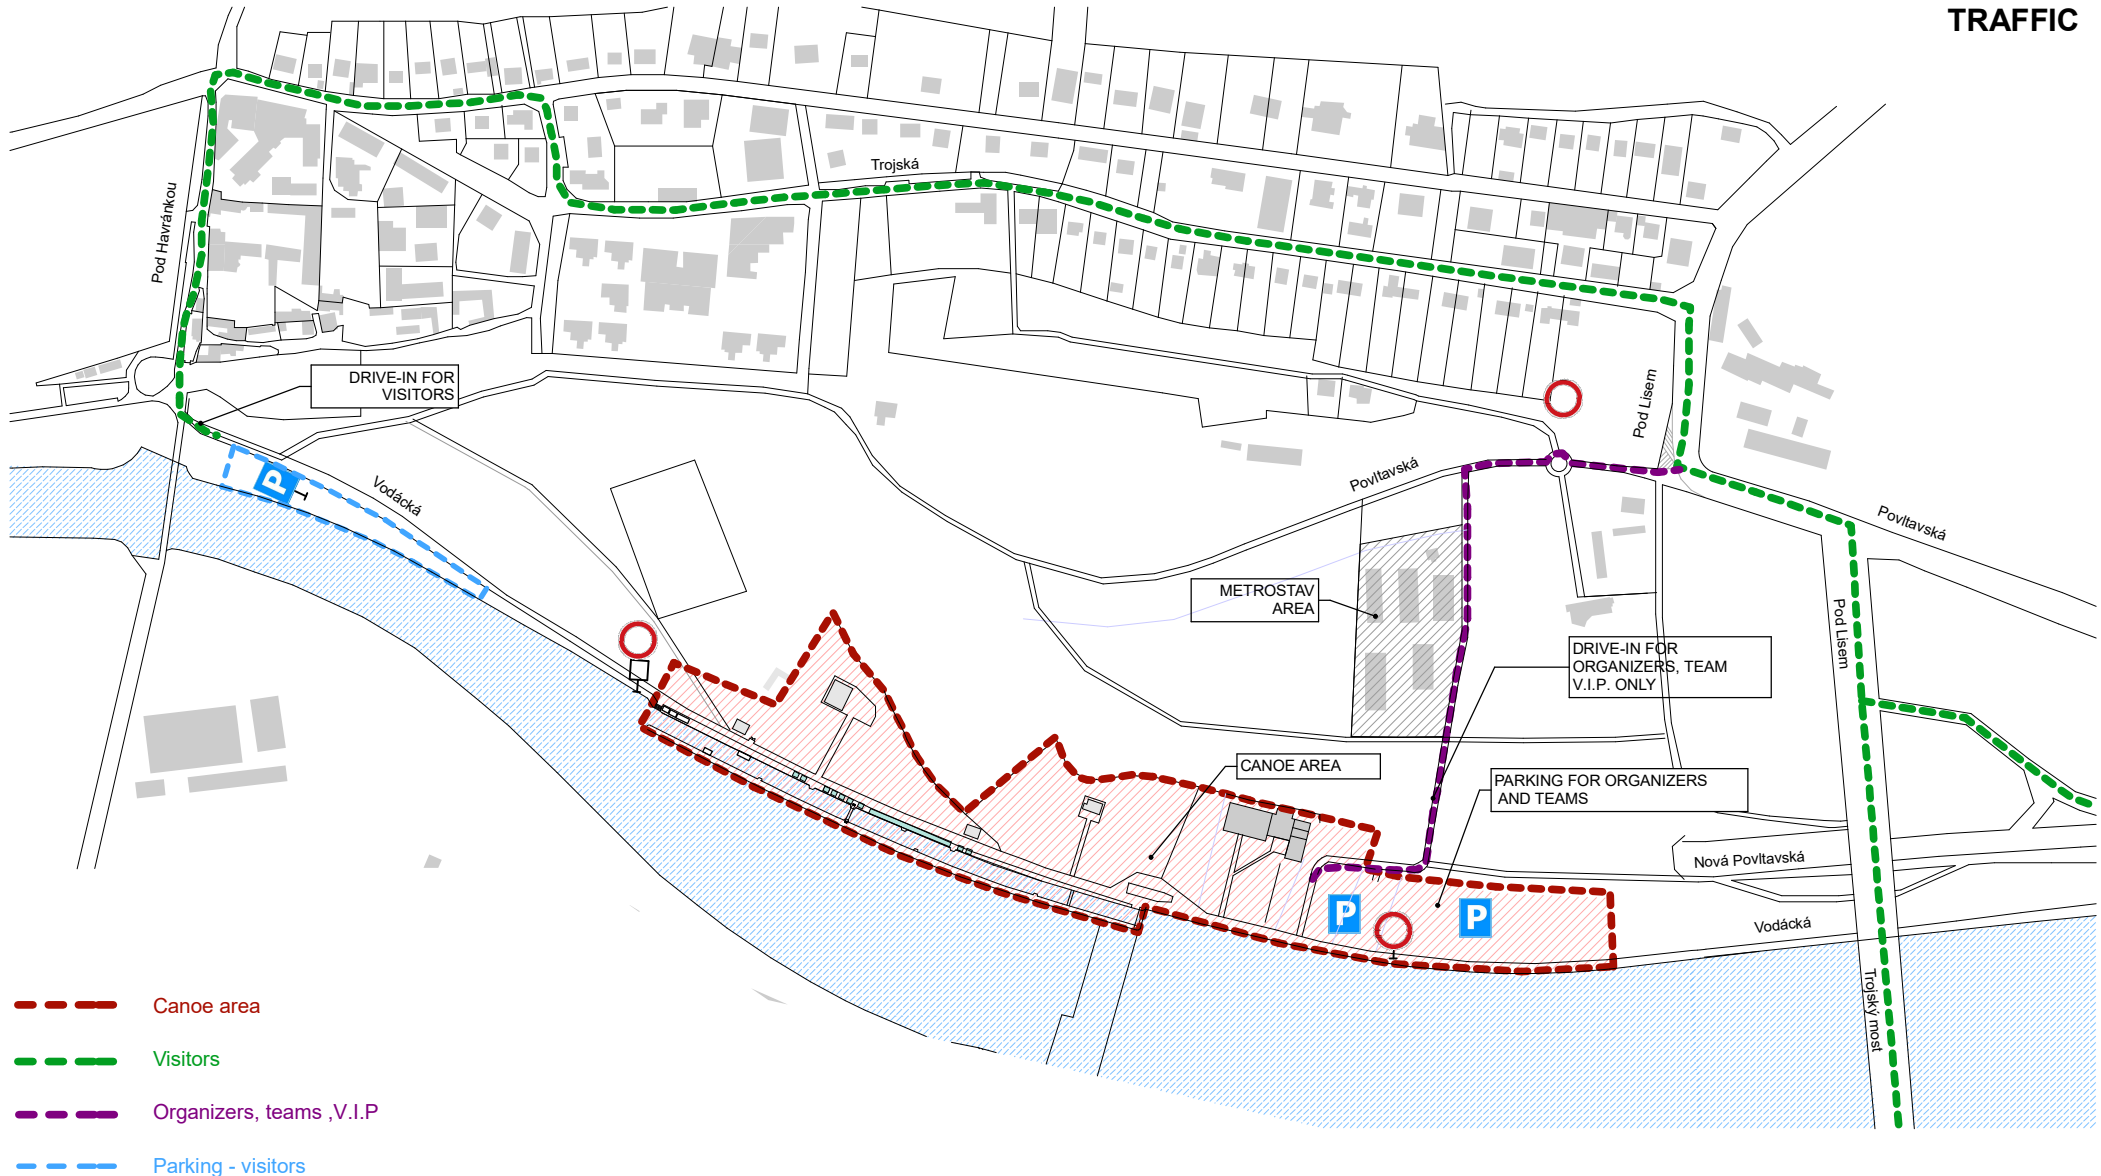 TRAFFIC
Trojská
Pod Havránkou
DRIVE-IN FOR
VISITORS
Pod Lisem
Vodácká
Povltavská
Povltavská
METROSTAV
AREA
Pod Lisem
DRIVE-IN FOR
ORGANIZERS, TEAM
V.I.P. ONLY
CANOE AREA
PARKING FOR ORGANIZERS
AND TEAMS
Nová Povltavská
P
P
P
Vodácká
Trojský most
Canoe area
Visitors
Organizers, teams ,V.I.P
Parking - visitors